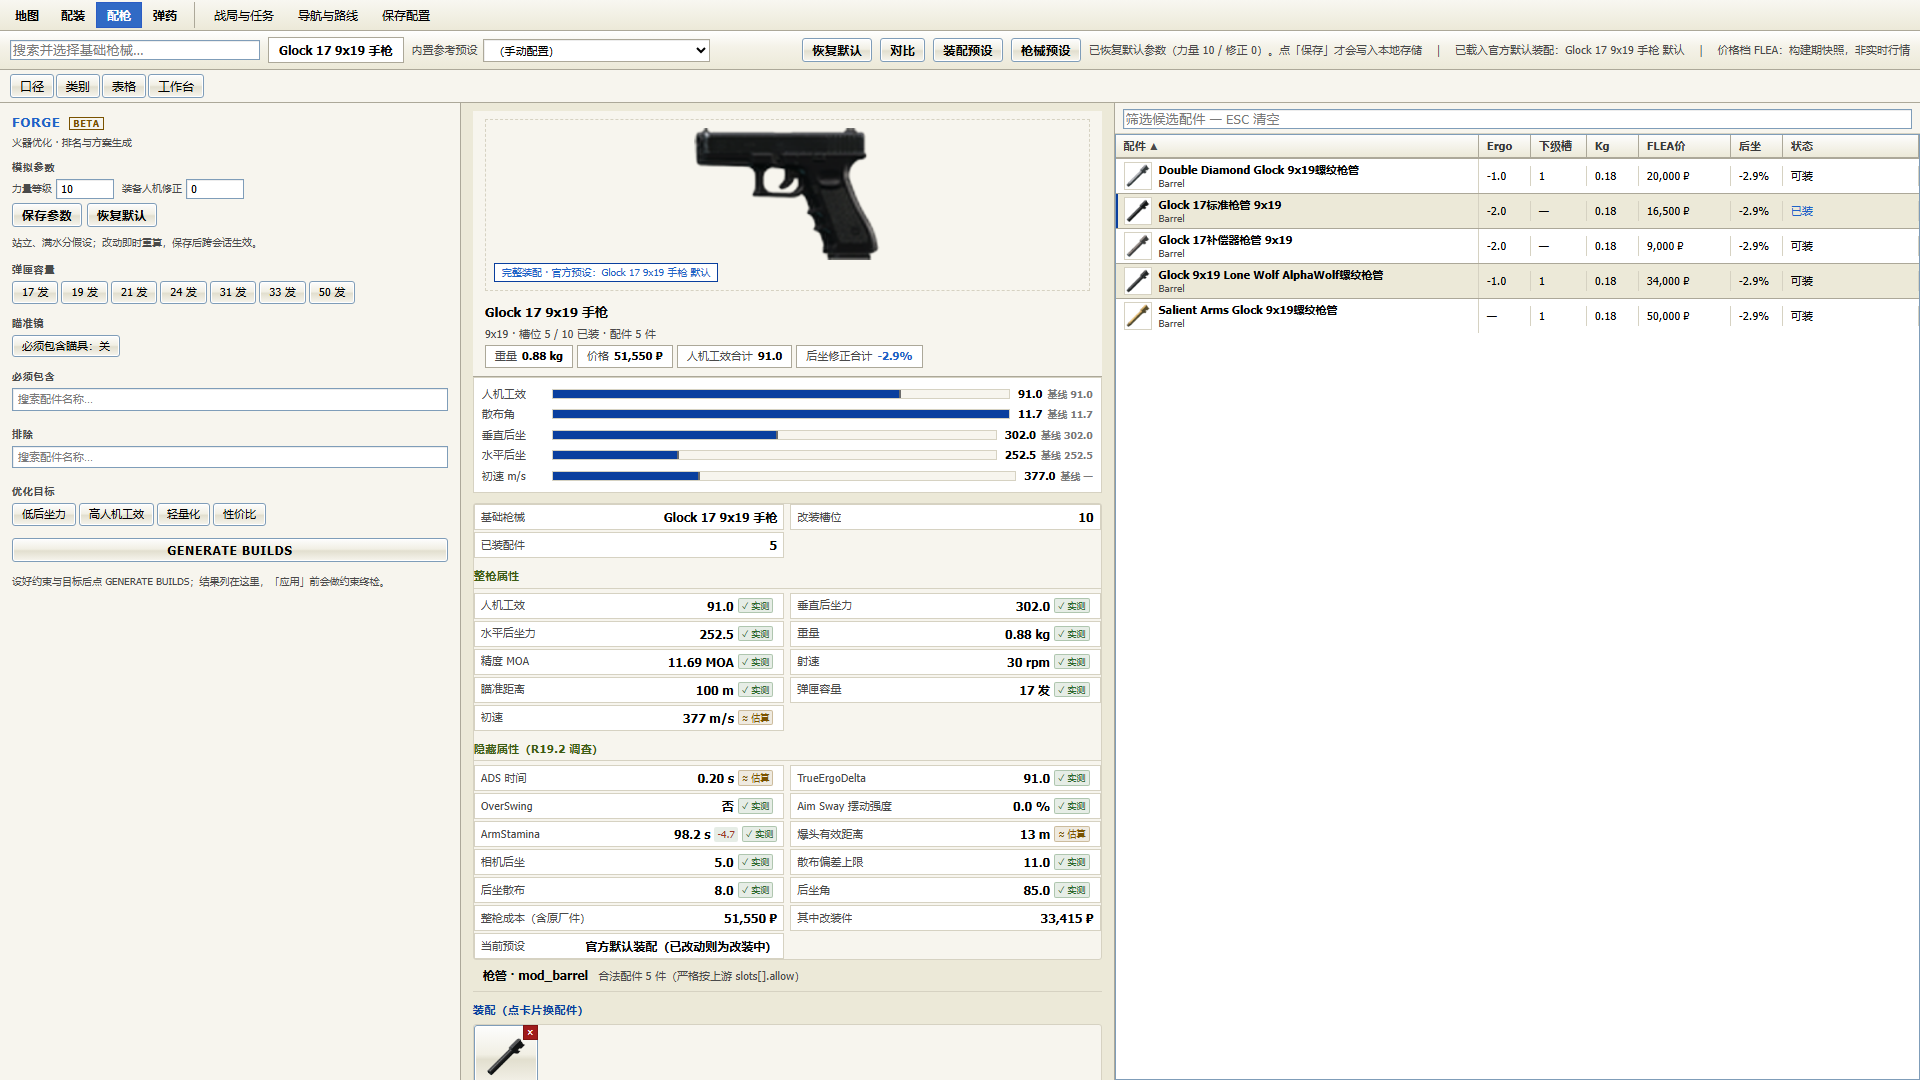 地图 配装 配枪 弹药 战局与任务 导航与路线 保存配置
搜索并选择基础枪械... Glock 17 9x19 手枪 内置参考预设 （手动配置） 恢复默认 对比 装配预设 枪械预设 已恢复默认参数（力量 10 / 修正 0）。点「保存」才会写入本地存储 | 已载入官方默认装配：Glock 17 9x19 手枪 默认 | 价格档 FLEA：构建期快照，非实时行情
口径 类别 表格 工作台
FORGE BETA
火器优化 · 排名与方案生成
模拟参数
力量等级 10 装备人机修正 0
保存参数 恢复默认
站立、满水分假设；改动即时重算，保存后跨会话生效。
弹匣容量
17 发 19 发 21 发 24 发 31 发 33 发 50 发
瞄准镜
必须包含瞄具：关
必须包含
搜索配件名称...
排除
搜索配件名称...
优化目标
低后坐力 高人机工效 轻量化 性价比
GENERATE BUILDS
设好约束与目标后点 GENERATE BUILDS；结果列在这里，「应用」前会做约束终检。
完整装配 · 官方预设：Glock 17 9x19 手枪 默认
Glock 17 9x19 手枪
9x19 · 槽位 5 / 10 已装 · 配件 5 件
重量 0.88 kg 价格 51,550 ₽ 人机工效合计 91.0 后坐修正合计 -2.9%
人机工效 91.0 基线 91.0
散布角 11.7 基线 11.7
垂直后坐 302.0 基线 302.0
水平后坐 252.5 基线 252.5
初速 m/s 377.0 基线 —
基础枪械 Glock 17 9x19 手枪 改装槽位 10
已装配件 5
整枪属性
人机工效 91.0 ✓ 实测 垂直后坐力 302.0 ✓ 实测
水平后坐力 252.5 ✓ 实测 重量 0.88 kg ✓ 实测
精度 MOA 11.69 MOA ✓ 实测 射速 30 rpm ✓ 实测
瞄准距离 100 m ✓ 实测 弹匣容量 17 发 ✓ 实测
初速 377 m/s ≈ 估算
隐藏属性（R19.2 调查）
ADS 时间 0.20 s ≈ 估算 TrueErgoDelta 91.0 ✓ 实测
OverSwing 否 ✓ 实测 Aim Sway 摆动强度 0.0 % ✓ 实测
ArmStamina 98.2 s -4.7 ✓ 实测 爆头有效距离 13 m ≈ 估算
相机后坐 5.0 ✓ 实测 散布偏差上限 11.0 ✓ 实测
后坐散布 8.0 ✓ 实测 后坐角 85.0 ✓ 实测
整枪成本（含原厂件） 51,550 ₽ 其中改装件 33,415 ₽
当前预设 官方默认装配（已改动则为改装中）
枪管 · mod_barrel 合法配件 5 件（严格按上游 slots[].allow）
装配（点卡片换配件）
×
筛选候选配件 — ESC 清空
配件 ▲ Ergo 下级槽 Kg FLEA价 后坐 状态
Double Diamond Glock 9x19螺纹枪管 -1.0 1 0.18 20,000 ₽ -2.9% 可装
Barrel
Glock 17标准枪管 9x19 -2.0 — 0.18 16,500 ₽ -2.9% 已装
Barrel
Glock 17补偿器枪管 9x19 -2.0 — 0.18 9,000 ₽ -2.9% 可装
Barrel
Glock 9x19 Lone Wolf AlphaWolf螺纹枪管 -1.0 1 0.18 34,000 ₽ -2.9% 可装
Barrel
Salient Arms Glock 9x19螺纹枪管 — 1 0.18 50,000 ₽ -2.9% 可装
Barrel